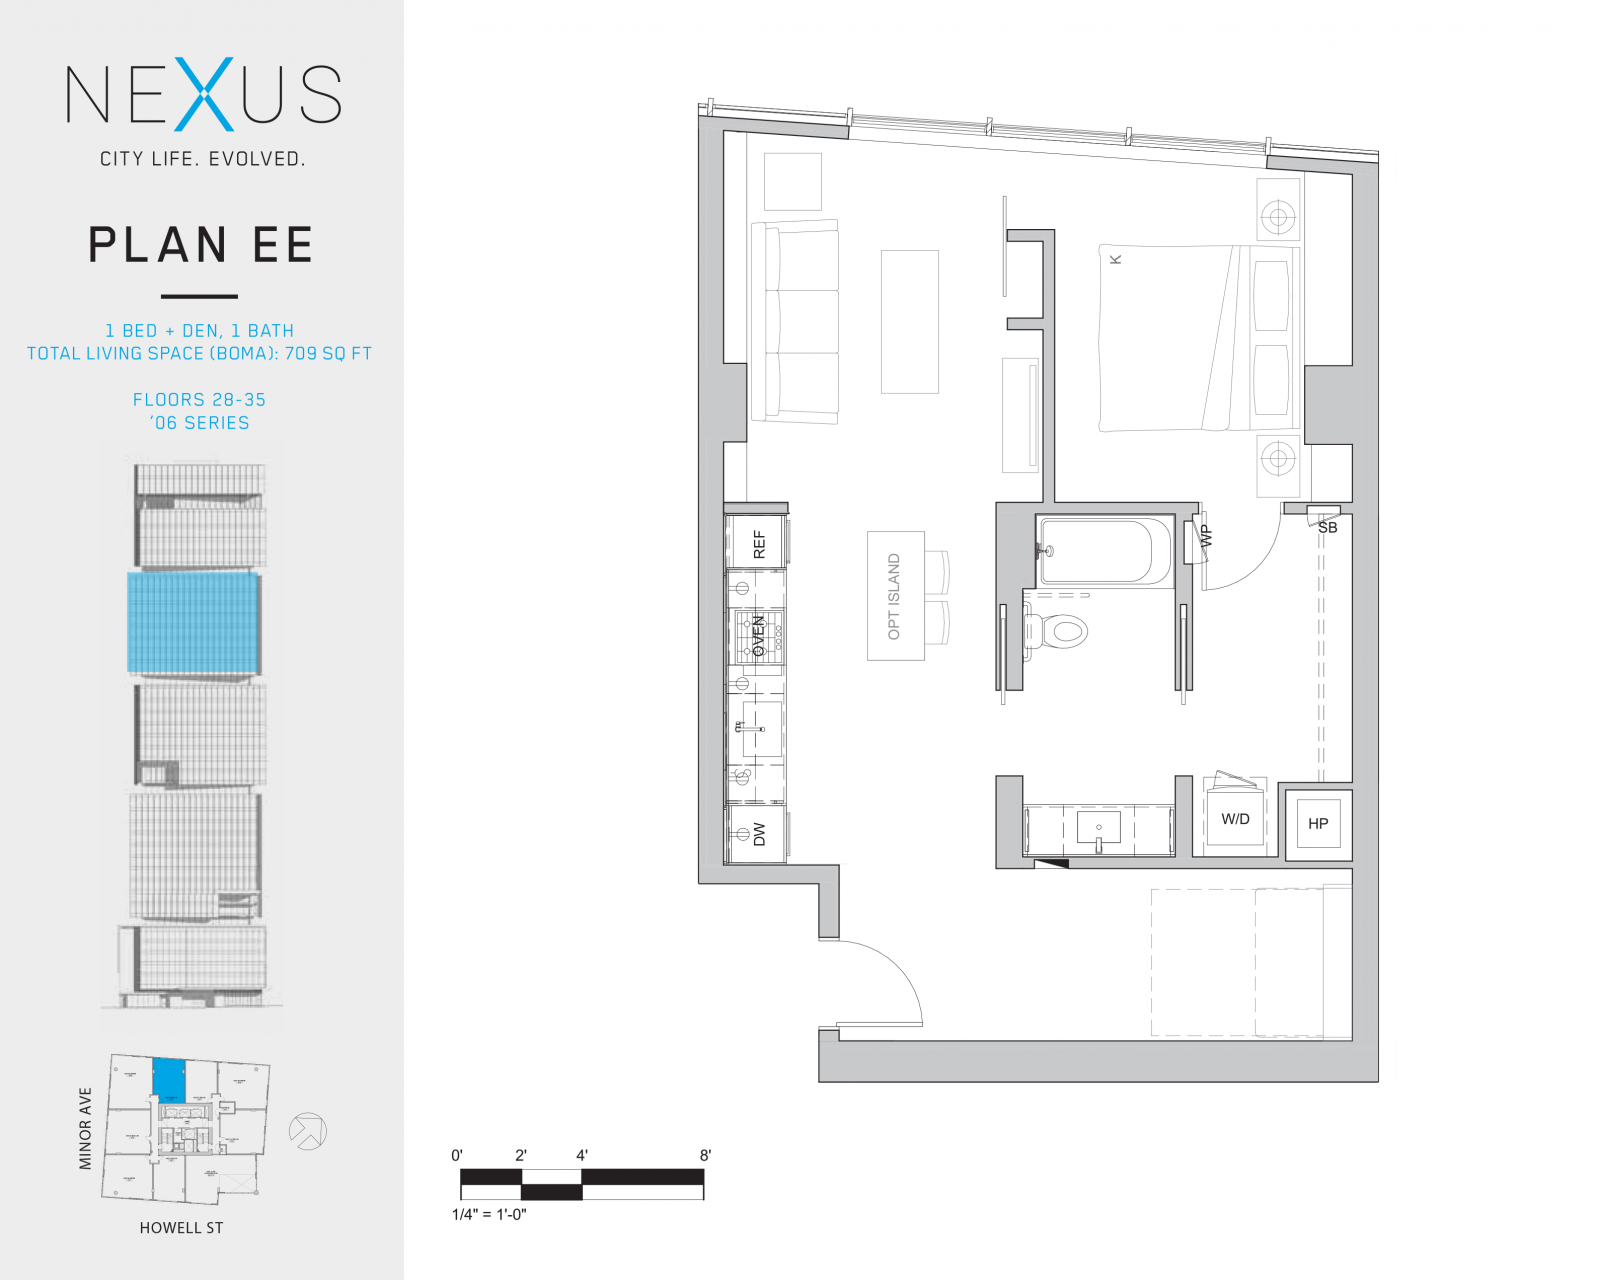 NEXUS
CITY LIFE. EVOLVED.
PLAN EE
1 BED + DEN, 1 BATH
TOTAL LIVING SPACE (BOMA): 709 SQ FT
FLOORS 28-35
'06 SERIES
MINOR AVE
HOWELL ST
K
REF
WP
SB
OPT ISLAND
OVEN
DW
W/D
HP
0' 2' 4' 8'
1/4" = 1'-0"